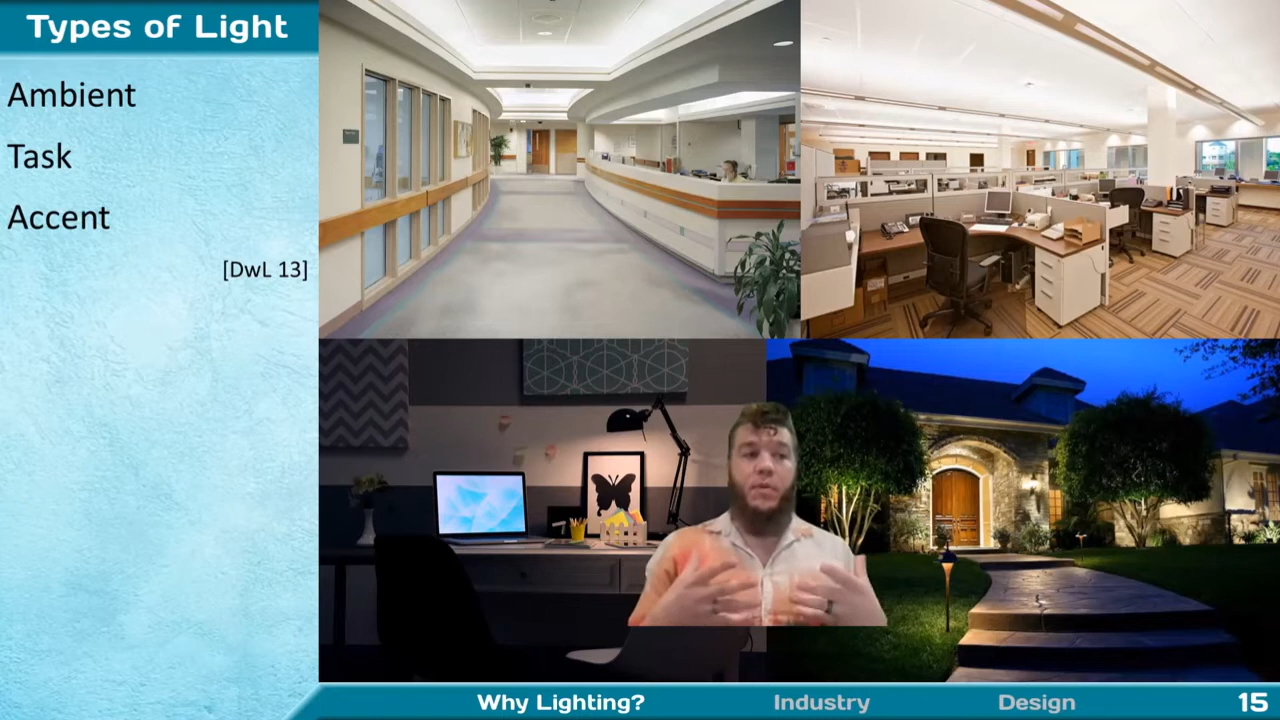 Types of Light
Ambient
Task
Accent
[DwL 13]
Why Lighting?
Industry
Design
15